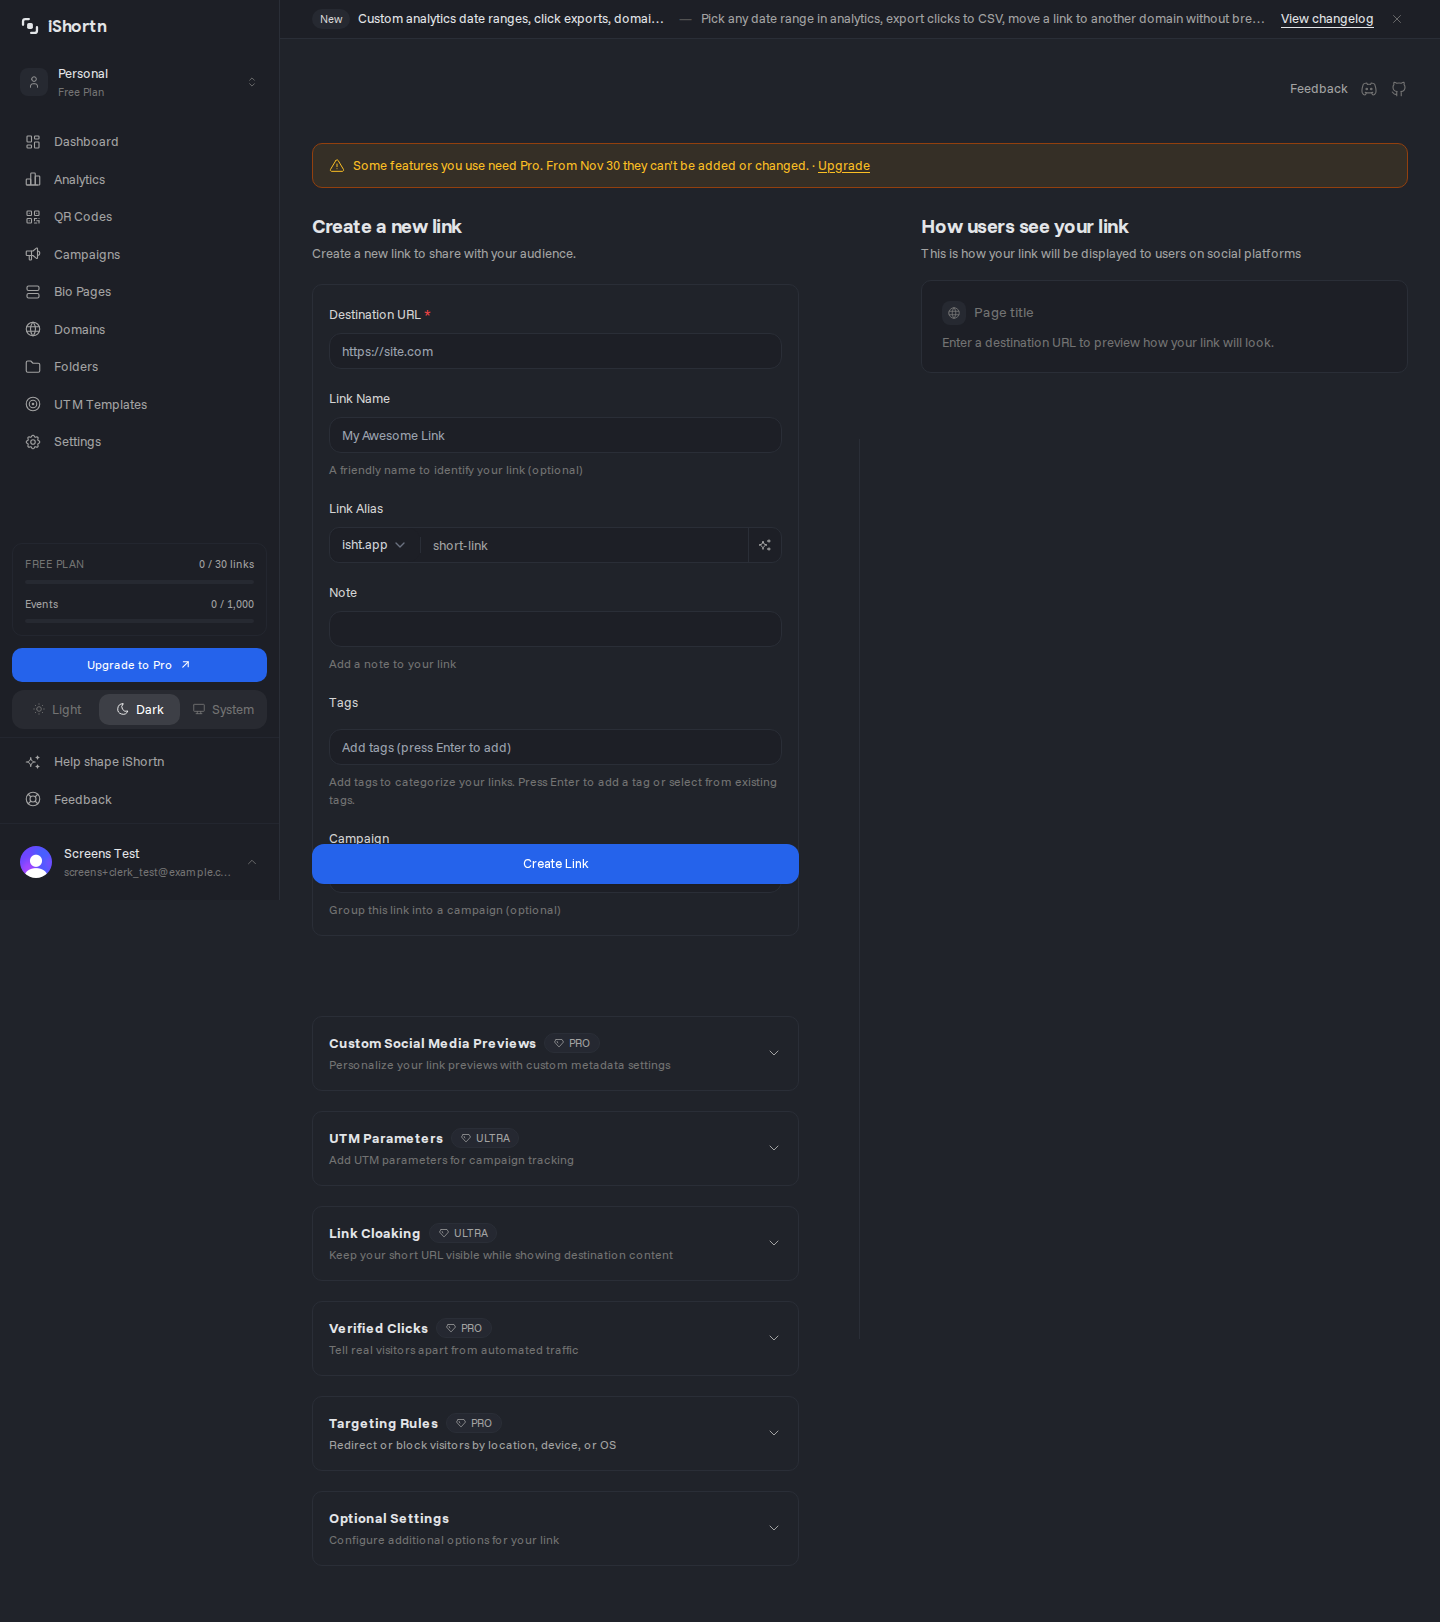 iShortn
Personal
Free Plan
Dashboard
Analytics
QR Codes
Campaigns
Bio Pages
Domains
Folders
UTM Templates
Settings
FREE PLAN 0 / 30 links
Events 0 / 1,000
Upgrade to Pro
Light Dark System
Help shape iShortn
Feedback
Screens Test
screens+clerk_test@example.c...
New Custom analytics date ranges, click exports, domai... — Pick any date range in analytics, export clicks to CSV, move a link to another domain without bre... View changelog
Feedback
Some features you use need Pro. From Nov 30 they can't be added or changed. · Upgrade
Create a new link
Create a new link to share with your audience.
Destination URL *
https://site.com
Link Name
My Awesome Link
A friendly name to identify your link (optional)
Link Alias
isht.app short-link
Note
Add a note to your link
Tags
Add tags (press Enter to add)
Add tags to categorize your links. Press Enter to add a tag or select from existing
tags.
Campaign
Create Link
Group this link into a campaign (optional)
Custom Social Media Previews PRO
Personalize your link previews with custom metadata settings
UTM Parameters ULTRA
Add UTM parameters for campaign tracking
Link Cloaking ULTRA
Keep your short URL visible while showing destination content
Verified Clicks PRO
Tell real visitors apart from automated traffic
Targeting Rules PRO
Redirect or block visitors by location, device, or OS
Optional Settings
Configure additional options for your link
How users see your link
This is how your link will be displayed to users on social platforms
Page title
Enter a destination URL to preview how your link will look.